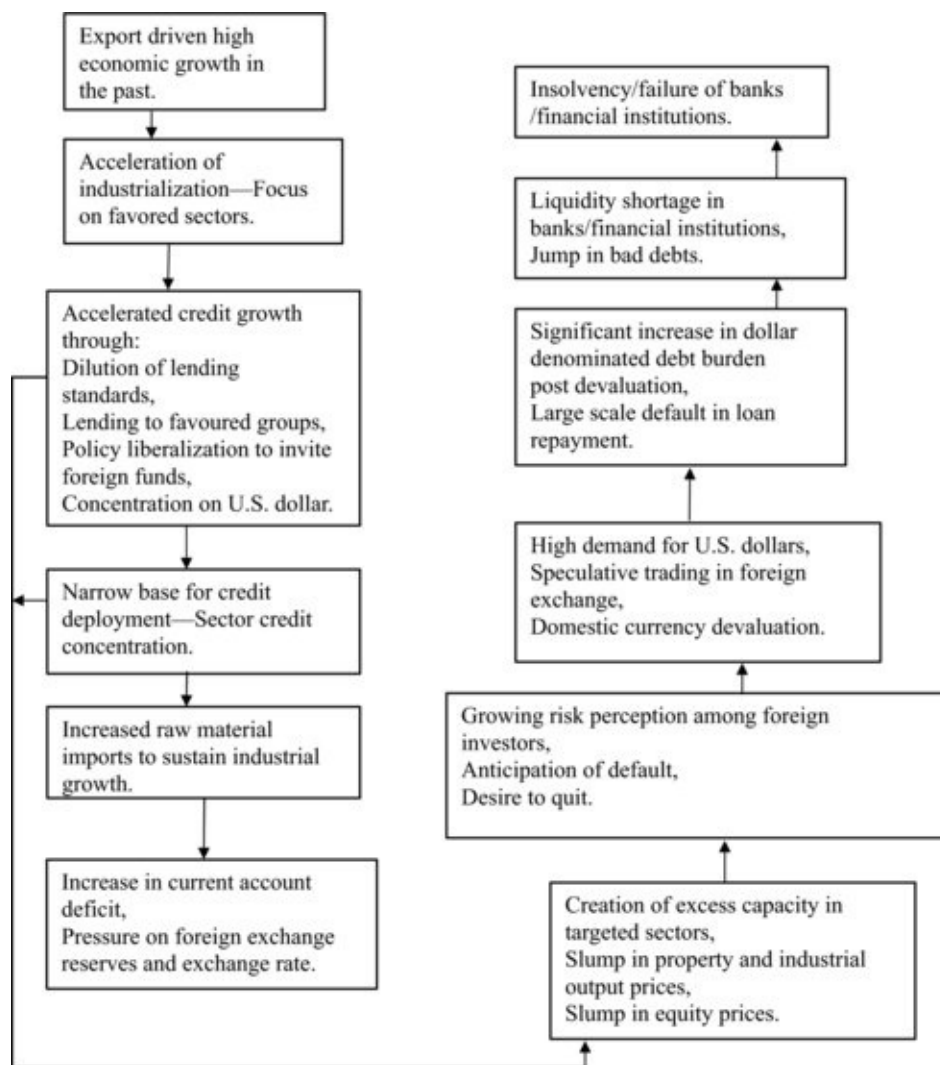 Export driven high
economic growth in
the past.
Acceleration of
industrialization—Focus
on favored sectors.
Accelerated credit growth
through:
Dilution of lending
standards,
Lending to favoured groups,
Policy liberalization to invite
foreign funds,
Concentration on U.S. dollar.
Narrow base for credit
deployment—Sector credit
concentration.
Increased raw material
imports to sustain industrial
growth.
Increase in current account
deficit,
Pressure on foreign exchange
reserves and exchange rate.
Insolvency/failure of banks
/financial institutions.
Liquidity shortage in
banks/financial institutions,
Jump in bad debts.
Significant increase in dollar
denominated debt burden
post devaluation,
Large scale default in loan
repayment.
High demand for U.S. dollars,
Speculative trading in foreign
exchange,
Domestic currency devaluation.
Growing risk perception among foreign
investors,
Anticipation of default,
Desire to quit.
Creation of excess capacity in
targeted sectors,
Slump in property and industrial
output prices,
Slump in equity prices.